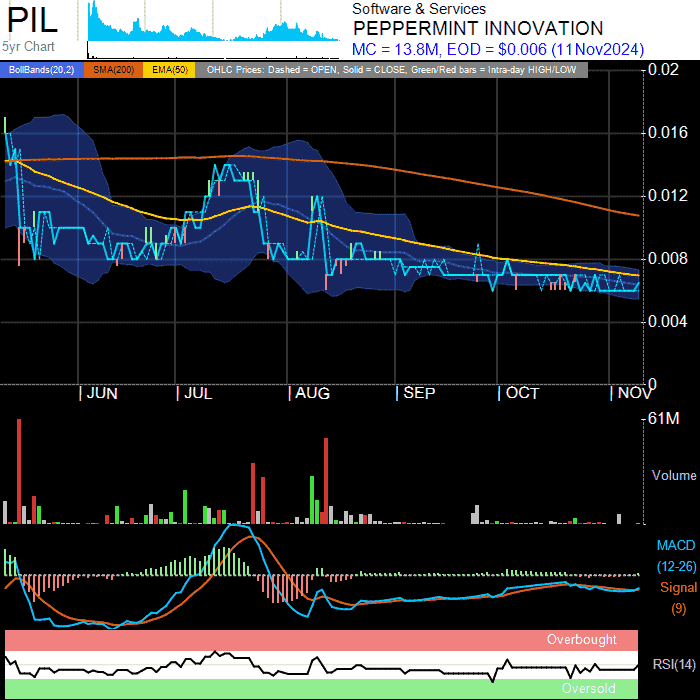 PIL
5yr Chart
Software & Services
PEPPERMINT INNOVATION
MC = 13.8M, EOD = $0.006 (11Nov2024)
BollBands(20,2) SMA(200) EMA(50) OHLC Prices: Dashed = OPEN, Solid = CLOSE, Green/Red bars = Intra-day HIGH/LOW
0.02
0.016
0.012
0.008
0.004
0
JUN JUL AUG SEP OCT NOV
61M
Volume
MACD
(12-26)
Signal
(9)
Overbought
RSI(14)
Oversold